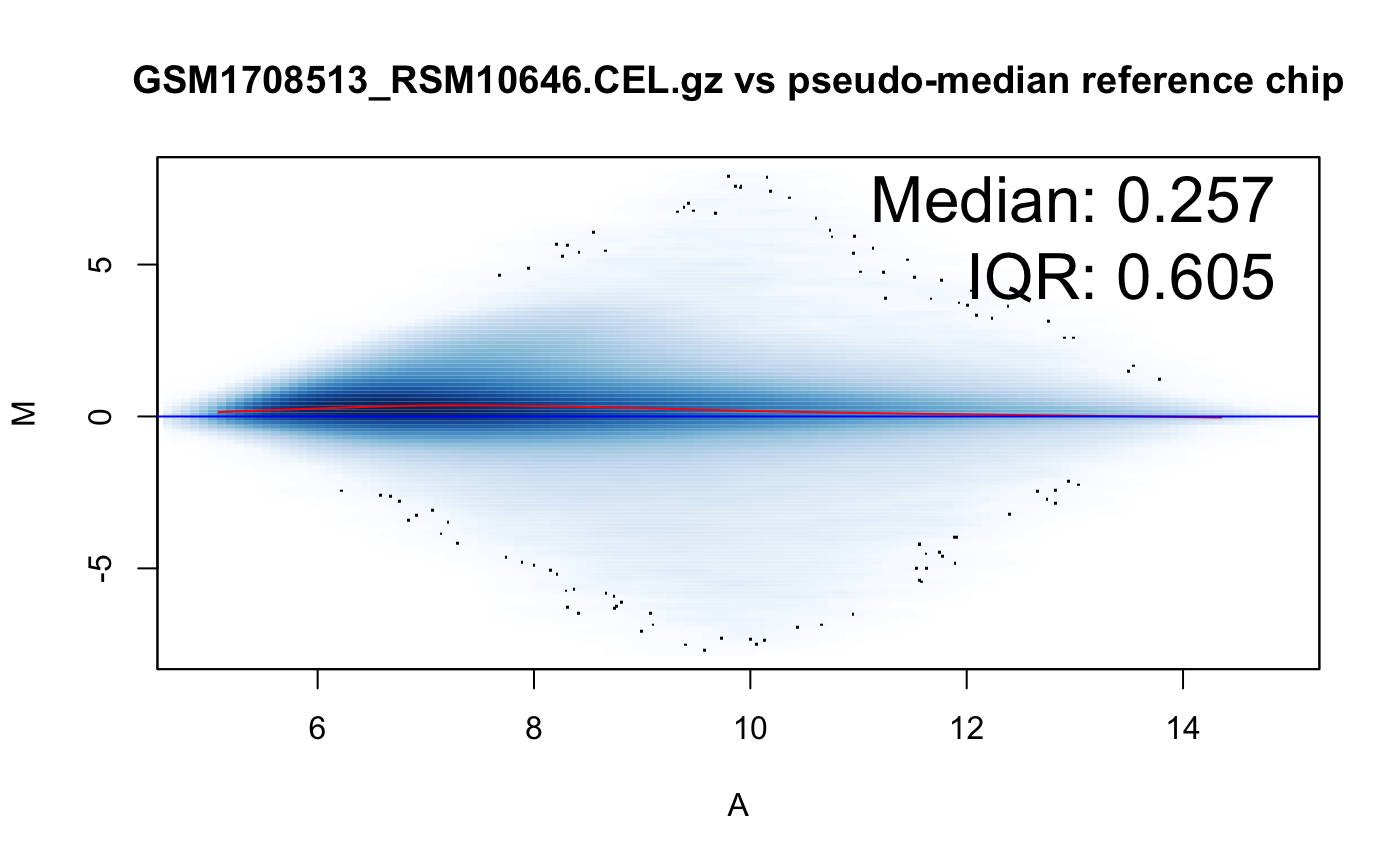 GSM1708513_RSM10646.CEL.gz vs pseudo-median reference chip
Median: 0.257
IQR: 0.605
M
5
0
-5
6 8 10 12 14
A